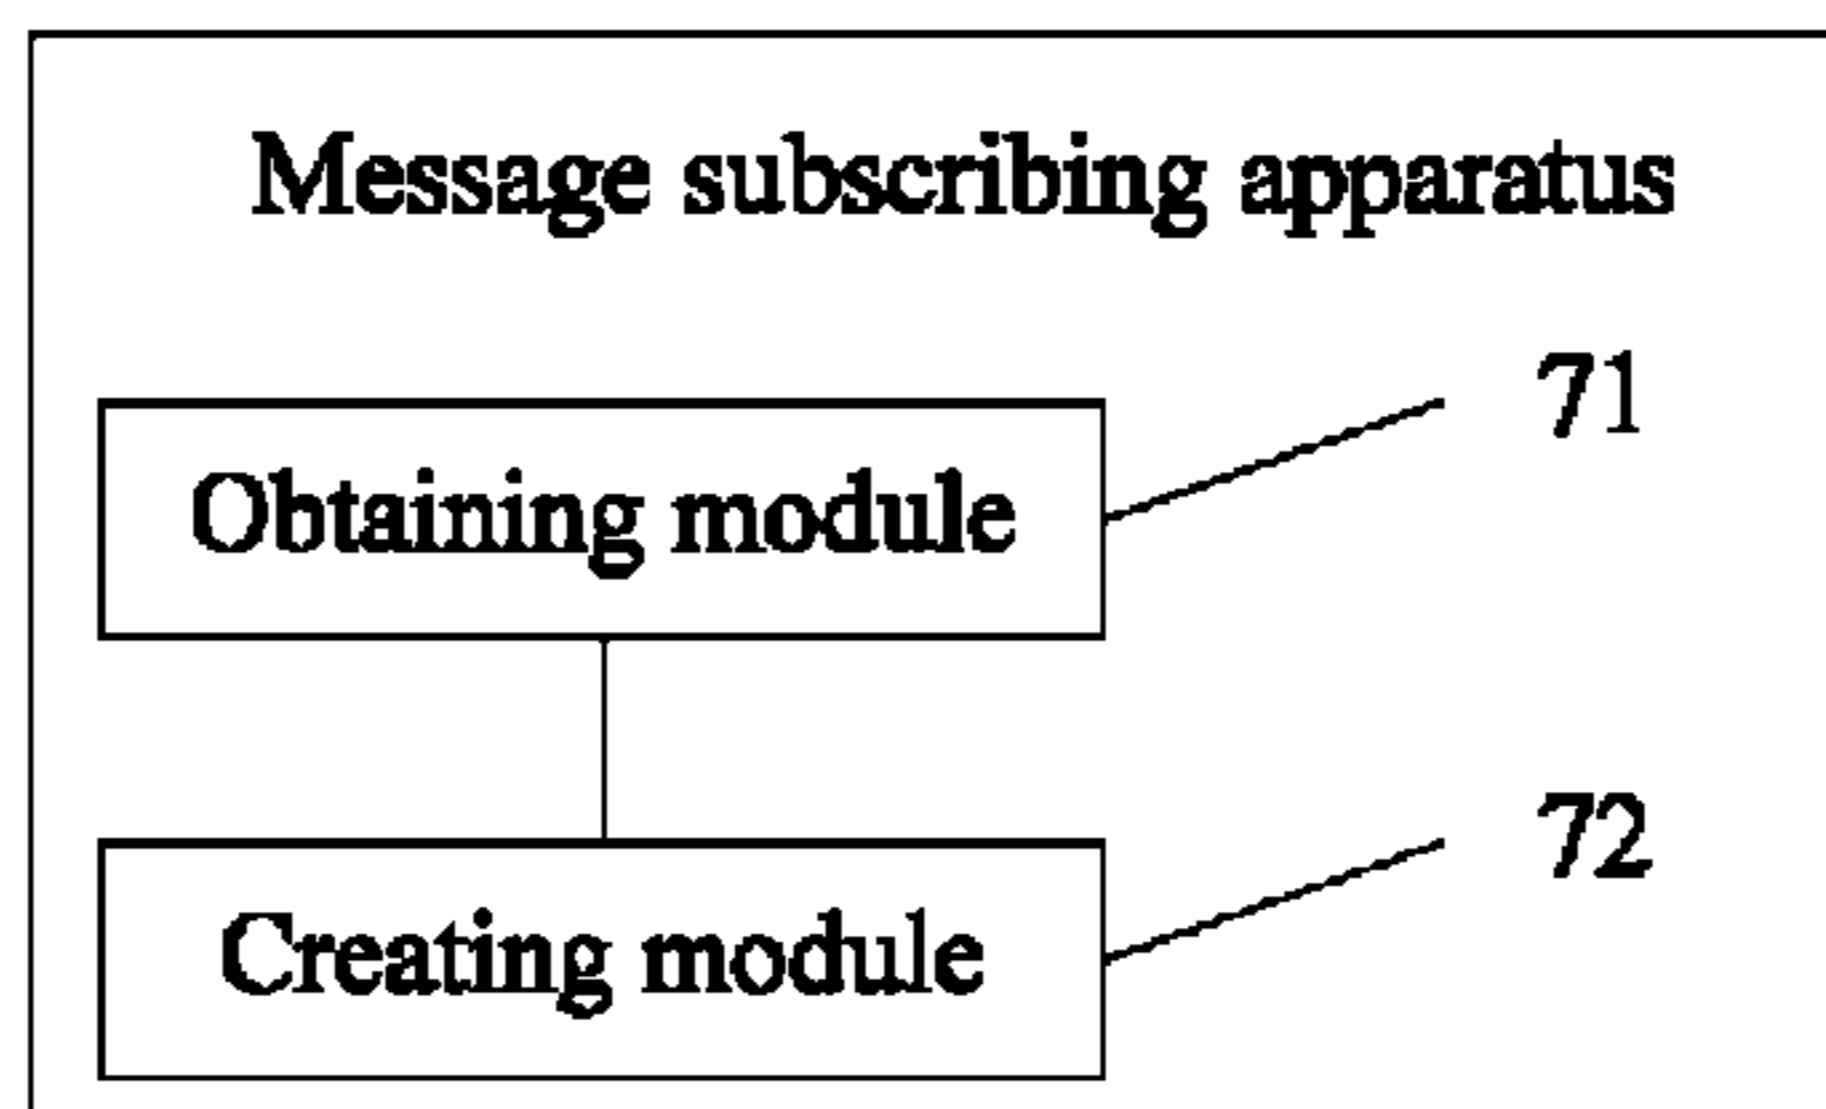 Message subscribing apparatus
71
Obtaining module
72
Creating module